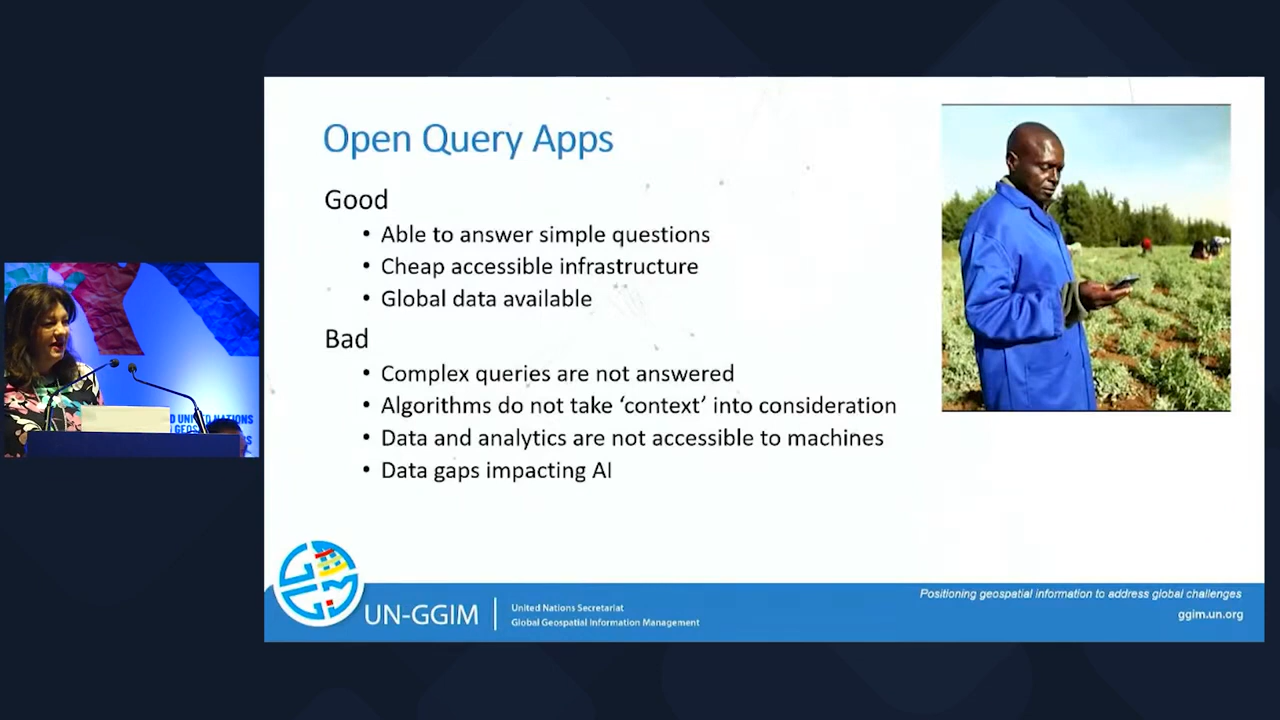 Open Query Apps
Good
• Able to answer simple questions
• Cheap accessible infrastructure
• Global data available
Bad
• Complex queries are not answered
• Algorithms do not take ‘context’ into consideration
• Data and analytics are not accessible to machines
• Data gaps impacting AI
D UNITED NATIONS
UN-GGIM
United Nations Secretariat
Global Geospatial Information Management
Positioning geospatial information to address global challenges
ggim.un.org